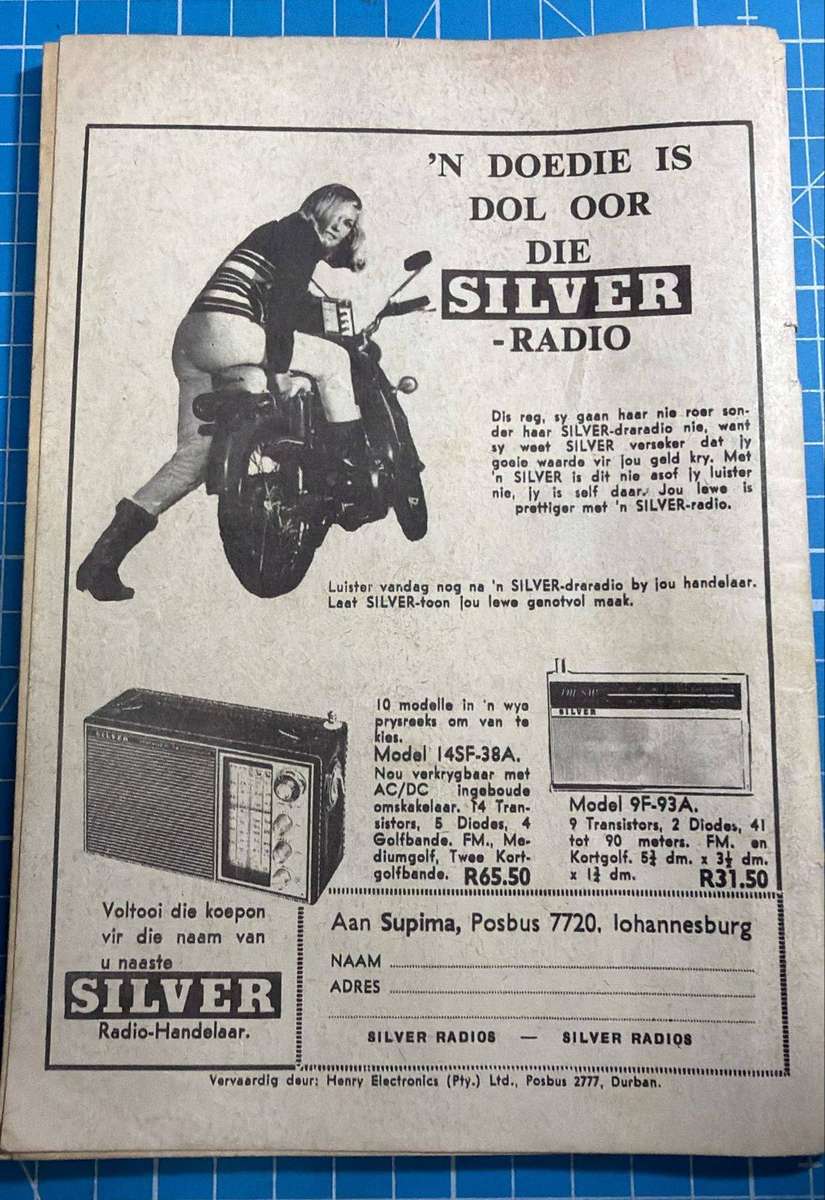 'N DOEDIE IS
DOL OOR
DIE
SILVER
-RADIO
Dis reg, sy gaan haar nie roer son-
der haar SILVER-draradio nie, want
sy weet SILVER verseker dat jy
goeie waarde vir jou geld kry. Met
'n SILVER is dit nie asof jy luister
nie, jy is self daar. Jou lewe is
prettiger met 'n SILVER-radio.
Luister vandag nog na 'n SILVER-draradio by jou handelaar.
Laat SILVER-toon jou lewe genotvol maak.
SILVER
10 modelle in 'n wye
prysreeks om van te
kies.
Model 14SF-38A.
Nou verkrygbaar met
AC/DC ingeboude
omskakelaar. 14 Tran-
sistors, 5 Diodes, 4
Golfbande. FM., Me-
diumgolf, Twee Kort-
golfbande. R65.50
FM SW
SILVER
Model 9F-93A.
9 Transistors, 2 Diodes, 41
tot 90 meters. FM. en
Kortgolf. 5¾ dm. x 3½ dm.
x 1¾ dm. R31.50
Voltooi die koepon
vir die naam van
u naaste
SILVER
Radio-Handelaar.
Aan Supima, Posbus 7720, Iohannesburg
NAAM
ADRES
SILVER RADIOS — SILVER RADIOS
Vervaardig deur: Henry Electronics (Pty.) Ltd., Posbus 2777, Durban.